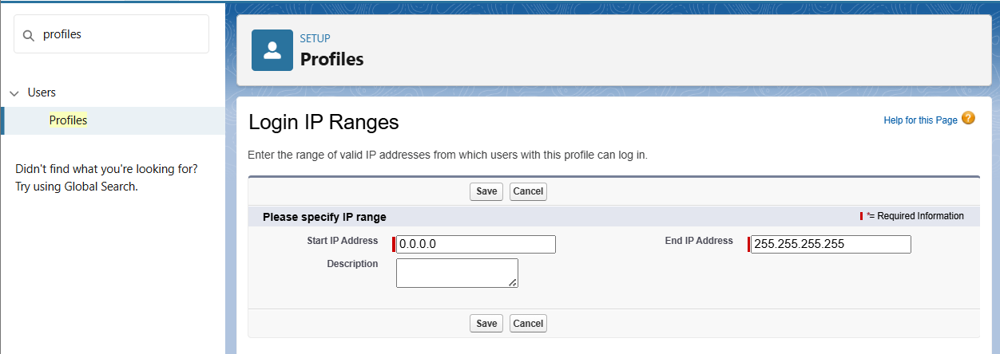 profiles
Users
Profiles
Didn't find what you're looking for?
Try using Global Search.
SETUP
Profiles
Login IP Ranges
Help for this Page ?
Enter the range of valid IP addresses from which users with this profile can log in.
Save Cancel
Please specify IP range
*= Required Information
Start IP Address 0.0.0.0
End IP Address 255.255.255.255
Description
Save Cancel